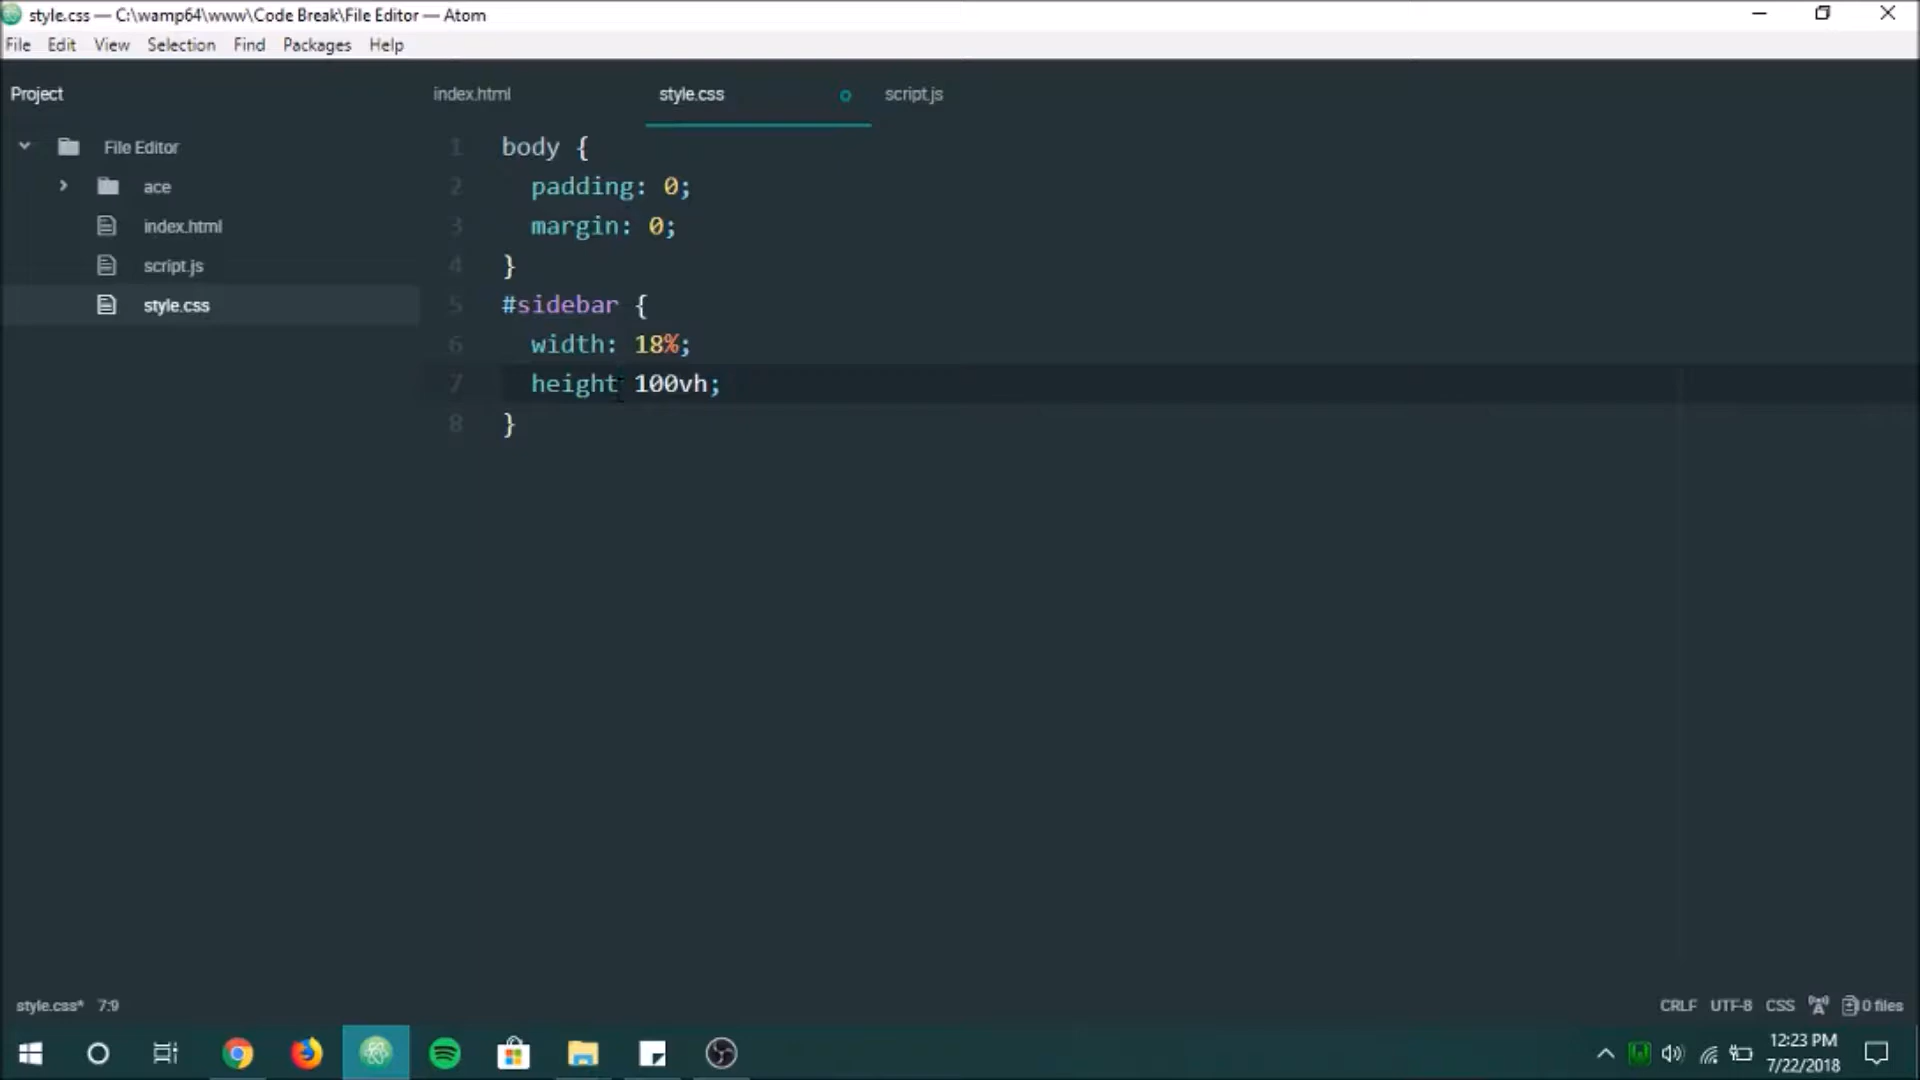 style.css — C:\wamp64\www\Code Break\File Editor — Atom
File Edit View Selection Find Packages Help
Project
index.html style.css script.js
File Editor
ace
index.html
script.js
style.css
1 body {
2 padding: 0;
3 margin: 0;
4 }
5 #sidebar {
6 width: 18%;
7 height 100vh;
8 }
style.css* 7:9
CRLF UTF-8 CSS 0 files
12:23 PM
7/22/2018